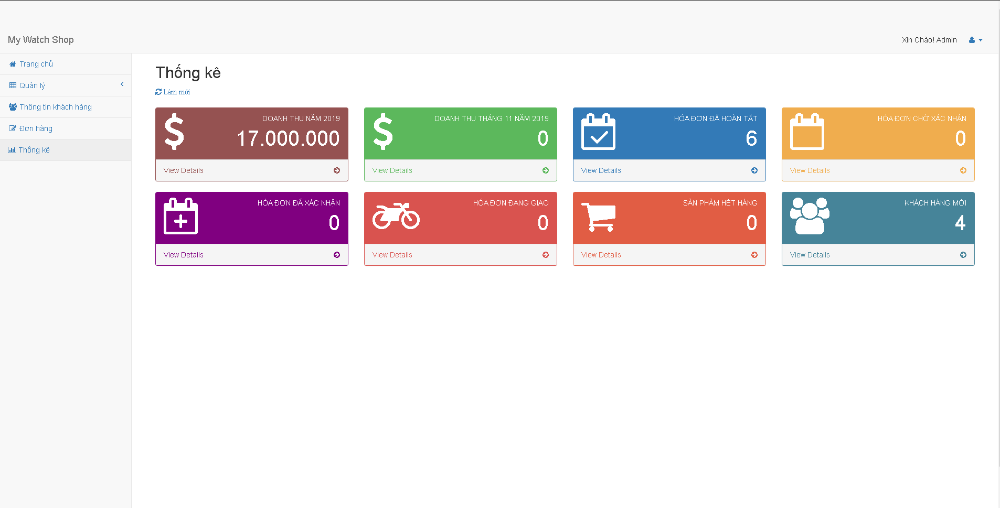 My Watch Shop
Xin Chào! Admin
Trang chủ
Quản lý
Thông tin khách hàng
Đơn hàng
Thống kê
Thống kê
Làm mới
DOANH THU NĂM 2019
17.000.000
View Details
DOANH THU THÁNG 11 NĂM 2019
0
View Details
HÓA ĐƠN ĐÃ HOÀN TẤT
6
View Details
HÓA ĐƠN CHỜ XÁC NHẬN
0
View Details
HÓA ĐƠN ĐÃ XÁC NHẬN
0
View Details
HÓA ĐƠN ĐANG GIAO
0
View Details
SẢN PHẨM HẾT HÀNG
0
View Details
KHÁCH HÀNG MỚI
4
View Details